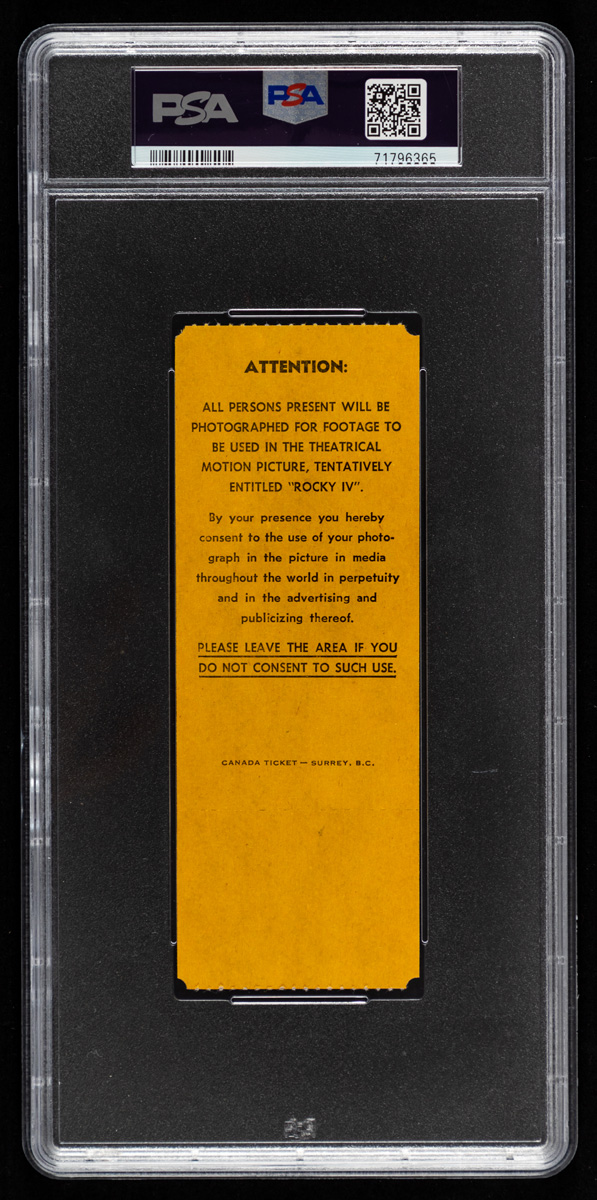 PSA
PSA
71796365
ATTENTION:
ALL PERSONS PRESENT WILL BE
PHOTOGRAPHED FOR FOOTAGE TO
BE USED IN THE THEATRICAL
MOTION PICTURE, TENTATIVELY
ENTITLED "ROCKY IV".
By your presence you hereby
consent to the use of your photo-
graph in the picture in media
throughout the world in perpetuity
and in the advertising and
publicizing thereof.
PLEASE LEAVE THE AREA IF YOU
DO NOT CONSENT TO SUCH USE.
CANADA TICKET — SURREY, B.C.